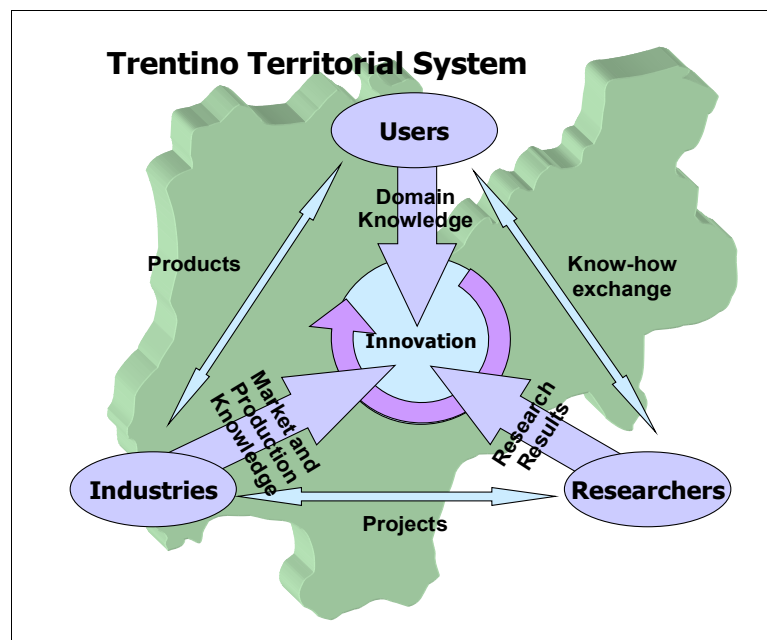 Trentino Territorial System
Users
Domain
Knowledge
Products
Know-how
exchange
Innovation
Market and
Production
Knowledge
Research
Results
Industries
Researchers
Projects